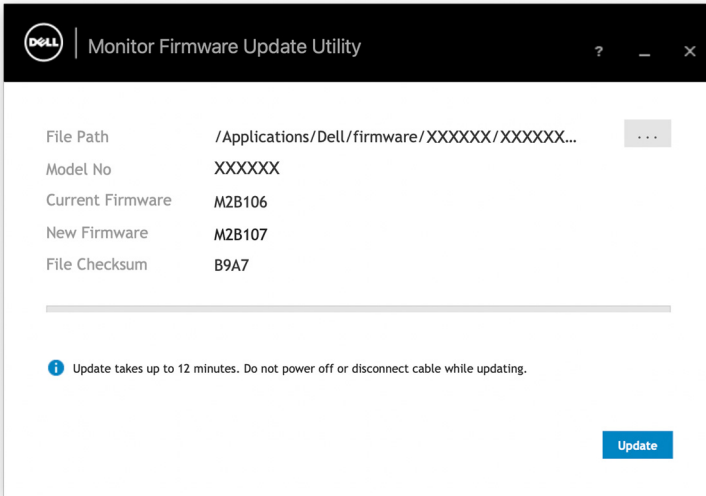 DELL
Monitor Firmware Update Utility
? _ ×
File Path /Applications/Dell/firmware/XXXXXX/XXXXXX... ...
Model No XXXXXX
Current Firmware M2B106
New Firmware M2B107
File Checksum B9A7
i Update takes up to 12 minutes. Do not power off or disconnect cable while updating.
Update